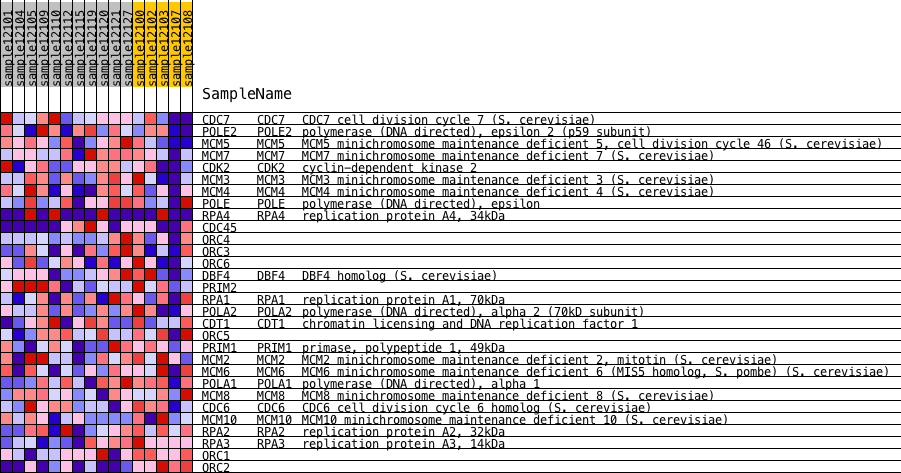 sample12101
sample12104
sample12105
sample12109
sample12110
sample12112
sample12115
sample12119
sample12120
sample12121
sample12127
sample12100
sample12102
sample12103
sample12107
sample12108
SampleName
CDC7 CDC7 CDC7 cell division cycle 7 (S. cerevisiae)
POLE2 POLE2 polymerase (DNA directed), epsilon 2 (p59 subunit)
MCM5 MCM5 MCM5 minichromosome maintenance deficient 5, cell division cycle 46 (S. cerevisiae)
MCM7 MCM7 MCM7 minichromosome maintenance deficient 7 (S. cerevisiae)
CDK2 CDK2 cyclin-dependent kinase 2
MCM3 MCM3 MCM3 minichromosome maintenance deficient 3 (S. cerevisiae)
MCM4 MCM4 MCM4 minichromosome maintenance deficient 4 (S. cerevisiae)
POLE POLE polymerase (DNA directed), epsilon
RPA4 RPA4 replication protein A4, 34kDa
CDC45
ORC4
ORC3
ORC6
DBF4 DBF4 DBF4 homolog (S. cerevisiae)
PRIM2
RPA1 RPA1 replication protein A1, 70kDa
POLA2 POLA2 polymerase (DNA directed), alpha 2 (70kD subunit)
CDT1 CDT1 chromatin licensing and DNA replication factor 1
ORC5
PRIM1 PRIM1 primase, polypeptide 1, 49kDa
MCM2 MCM2 MCM2 minichromosome maintenance deficient 2, mitotin (S. cerevisiae)
MCM6 MCM6 MCM6 minichromosome maintenance deficient 6 (MIS5 homolog, S. pombe) (S. cerevisiae)
POLA1 POLA1 polymerase (DNA directed), alpha 1
MCM8 MCM8 MCM8 minichromosome maintenance deficient 8 (S. cerevisiae)
CDC6 CDC6 CDC6 cell division cycle 6 homolog (S. cerevisiae)
MCM10 MCM10 MCM10 minichromosome maintenance deficient 10 (S. cerevisiae)
RPA2 RPA2 replication protein A2, 32kDa
RPA3 RPA3 replication protein A3, 14kDa
ORC1
ORC2